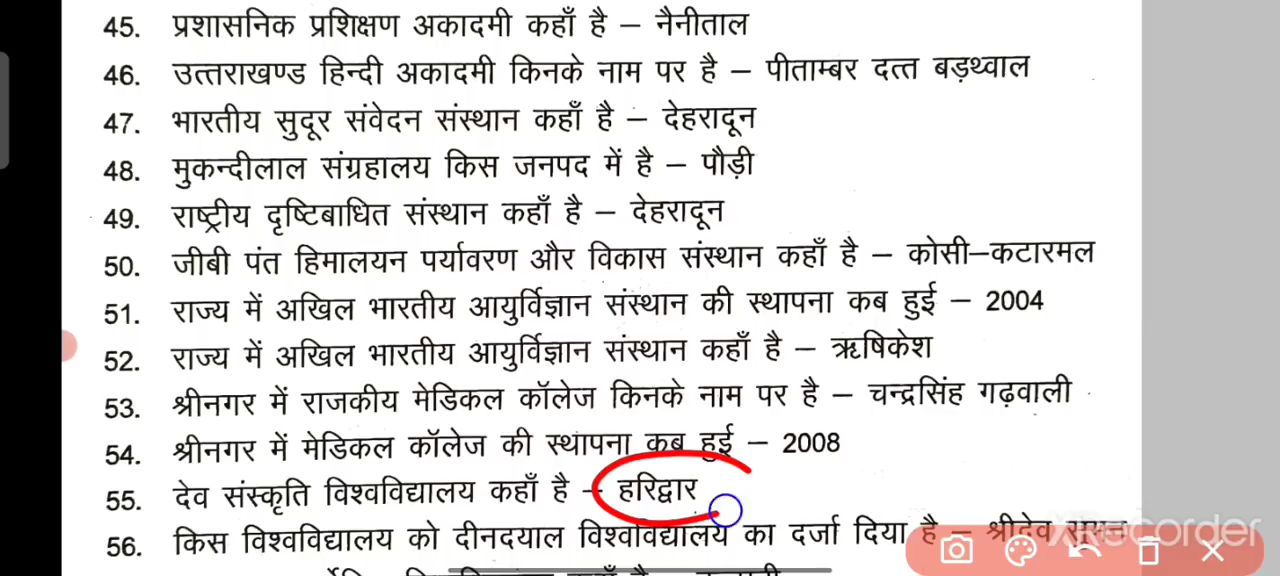 45. प्रशासनिक प्रशिक्षण अकादमी कहाँ है – नैनीताल
46. उत्तराखण्ड हिन्दी अकादमी किनके नाम पर है – पीताम्बर दत्त बड़थ्वाल
47. भारतीय सुदूर संवेदन संस्थान कहाँ है – देहरादून
48. मुकन्दीलाल संग्रहालय किस जनपद में है – पौड़ी
49. राष्ट्रीय दृष्टिबाधित संस्थान कहाँ है – देहरादून
50. जीबी पंत हिमालयन पर्यावरण और विकास संस्थान कहाँ है – कोसी–कटारमल
51. राज्य में अखिल भारतीय आयुर्विज्ञान संस्थान की स्थापना कब हुई – 2004
52. राज्य में अखिल भारतीय आयुर्विज्ञान संस्थान कहाँ है – ऋषिकेश
53. श्रीनगर में राजकीय मेडिकल कॉलेज किनके नाम पर है – चन्द्रसिंह गढ़वाली
54. श्रीनगर में मेडिकल कॉलेज की स्थापना कब हुई – 2008
55. देव संस्कृति विश्वविद्यालय कहाँ है – हरिद्वार
56. किस विश्वविद्यालय को दीनदयाल विश्वविद्यालय का दर्जा दिया है – श्रीदेव सुमन
XRecorder